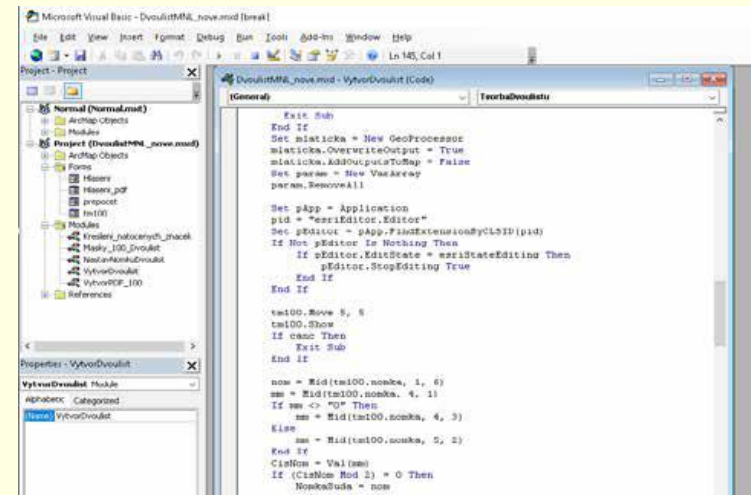 Microsoft Visual Basic - DvoulistMNL_nove.mxd [break]
File Edit View Insert Format Debug Run Tools Add-Ins Window Help
Ln 145, Col 1
Project - Project
Normal (Normal.mxt)
ArcMap Objects
Modules
Project (DvoulistMNL_nove.mxd)
ArcMap Objects
Forms
Hlaseni
Hlaseni_pdf
prepocet
tm100
Modules
Kresleni_natocenych_znacek
Masky_100_Dvoulist
NastavNomkuDvoulist
VytvorDvoulist
VytvorPDF_100
References
Properties - VytvorDvoulist
VytvorDvoulist Module
Alphabetic Categorized
(Name) VytvorDvoulist
DvoulistMNL_nove.mxd - VytvorDvoulist (Code)
(General) TvorbaDvoulistu
Exit Sub
End If
Set mlaticka = New GeoProcessor
mlaticka.OverwriteOutput = True
mlaticka.AddOutputsToMap = False
Set param = New VarArray
param.RemoveAll
Set pApp = Application
pid = "esriEditor.Editor"
Set pEditor = pApp.FindExtensionByCLSID(pid)
If Not pEditor Is Nothing Then
If pEditor.EditState = esriStateEditing Then
pEditor.StopEditing True
End If
End If
tm100.Move 5, 5
tm100.Show
If canc Then
Exit Sub
End If
nom = Mid(tm100.nomka, 1, 6)
mm = Mid(tm100.nomka, 4, 1)
If mm <> "0" Then
mm = Mid(tm100.nomka, 4, 3)
Else
mm = Mid(tm100.nomka, 5, 2)
End If
CisNom = Val(mm)
If (CisNom Mod 2) = 0 Then
NomkaSuda = nom